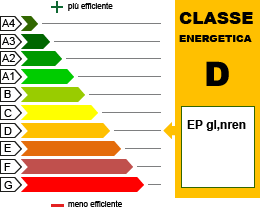 + più efficiente
A4
A3
A2
A1
B
C
D
E
F
G
— meno efficiente
CLASSE
ENERGETICA
D
EP gl,nren